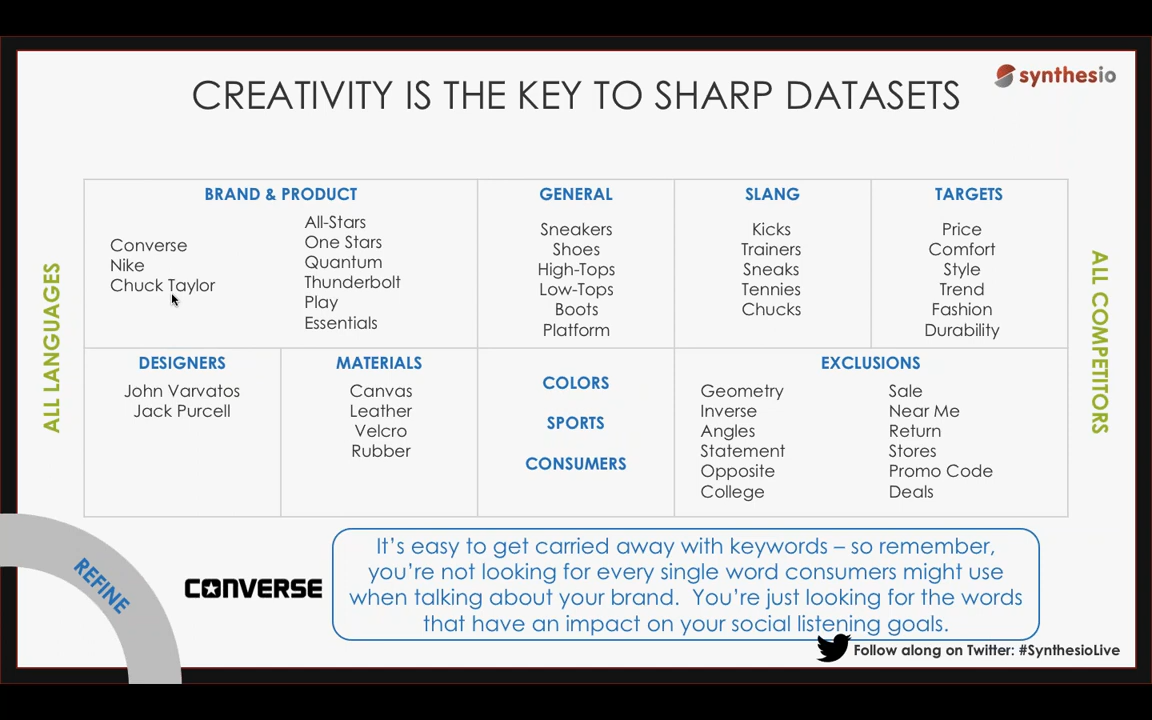 CREATIVITY IS THE KEY TO SHARP DATASETS
synthesio
ALL LANGUAGES
BRAND & PRODUCT
Converse
Nike
Chuck Taylor
All-Stars
One Stars
Quantum
Thunderbolt
Play
Essentials
GENERAL
Sneakers
Shoes
High-Tops
Low-Tops
Boots
Platform
SLANG
Kicks
Trainers
Sneaks
Tennies
Chucks
TARGETS
Price
Comfort
Style
Trend
Fashion
Durability
ALL COMPETITORS
DESIGNERS
John Varvatos
Jack Purcell
MATERIALS
Canvas
Leather
Velcro
Rubber
COLORS
SPORTS
CONSUMERS
EXCLUSIONS
Geometry
Inverse
Angles
Statement
Opposite
College
Sale
Near Me
Return
Stores
Promo Code
Deals
REFINE
CONVERSE
It's easy to get carried away with keywords – so remember,
you're not looking for every single word consumers might use
when talking about your brand.  You're just looking for the words
that have an impact on your social listening goals.
Follow along on Twitter: #SynthesioLive